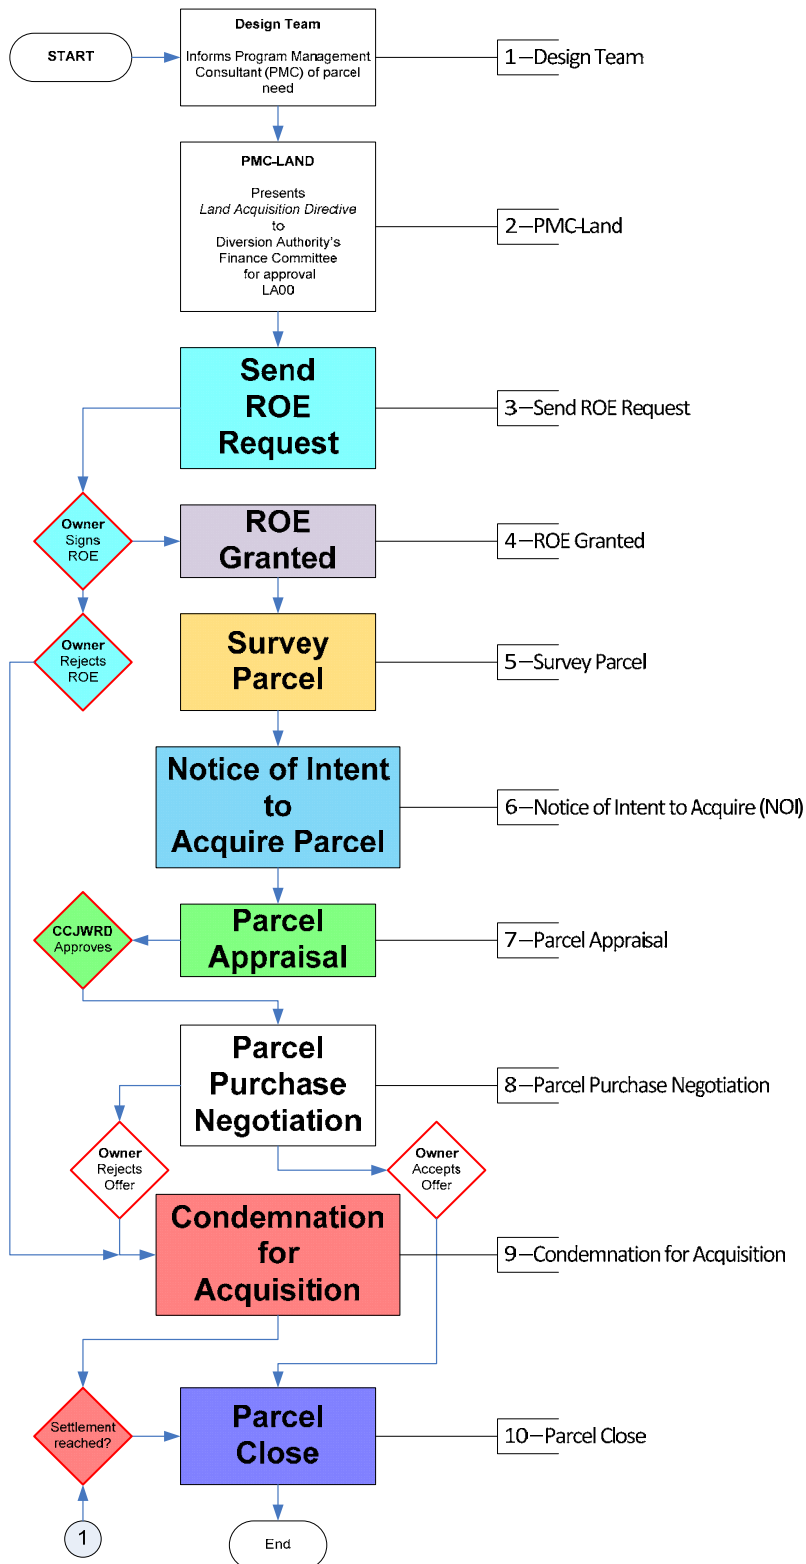 START
Design Team
Informs Program Management
Consultant (PMC) of parcel
need
1–Design Team
PMC-LAND
Presents
Land Acquisition Directive
to
Diversion Authority's
Finance Committee
for approval
LA00
2–PMC-Land
Send
ROE
Request
3–Send ROE Request
Owner
Signs
ROE
ROE
Granted
4–ROE Granted
Owner
Rejects
ROE
Survey
Parcel
5–Survey Parcel
Notice of Intent
to
Acquire Parcel
6–Notice of Intent to Acquire (NOI)
CCJWRD
Approves
Parcel
Appraisal
7–Parcel Appraisal
Parcel
Purchase
Negotiation
8–Parcel Purchase Negotiation
Owner
Rejects
Offer
Owner
Accepts
Offer
Condemnation
for
Acquisition
9–Condemnation for Acquisition
Settlement
reached?
Parcel
Close
10–Parcel Close
1
End